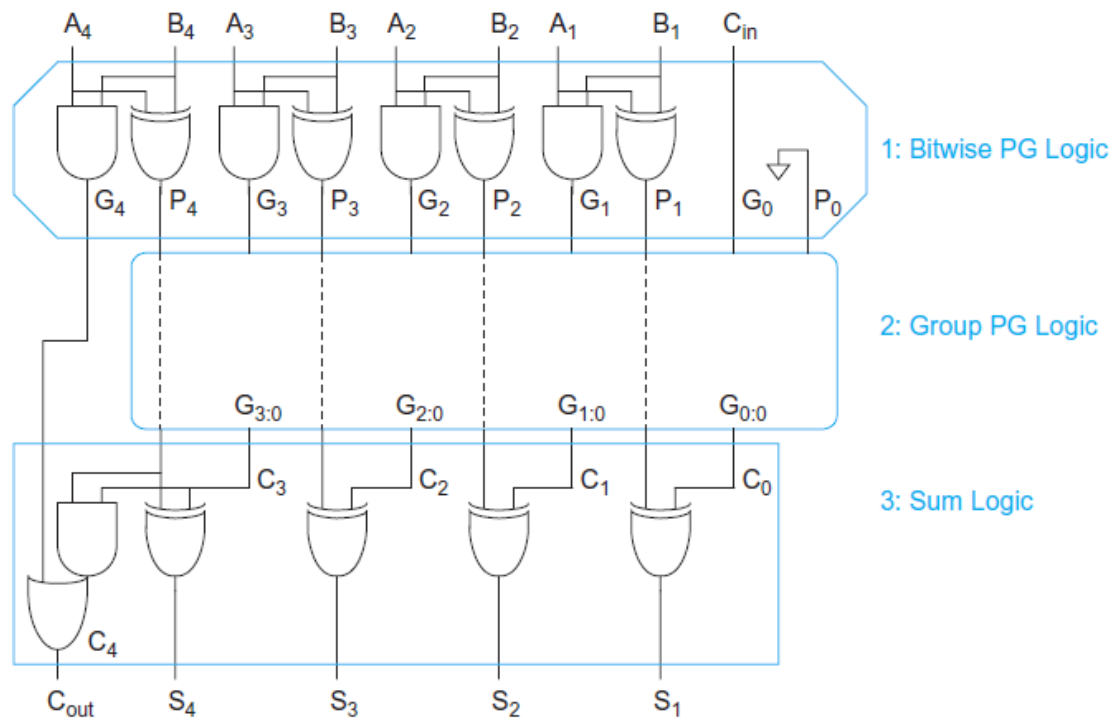 A4 B4 A3 B3 A2 B2 A1 B1 Cin
1: Bitwise PG Logic
G4 P4 G3 P3 G2 P2 G1 P1 G0 P0
2: Group PG Logic
G3:0 G2:0 G1:0 G0:0
C3 C2 C1 C0
3: Sum Logic
C4
Cout S4 S3 S2 S1